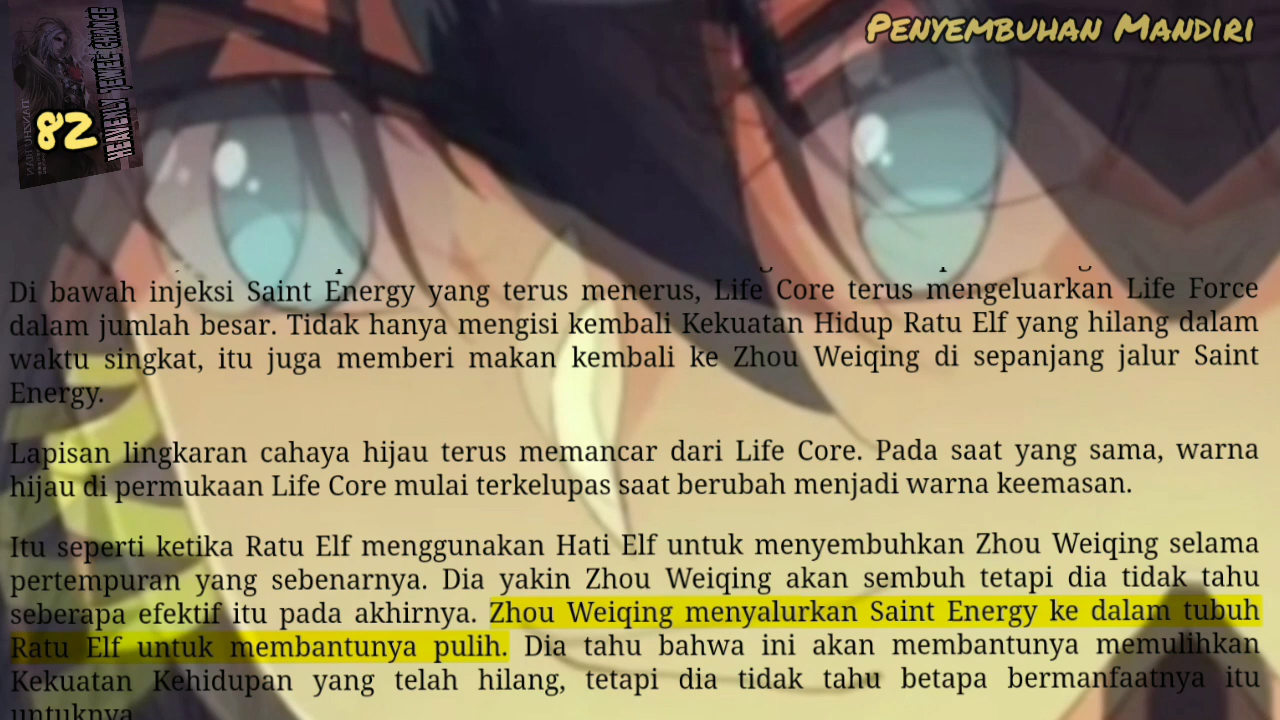 Penyembuhan Mandiri
HEAVENLY JEWEL CHANGE
82
Di bawah injeksi Saint Energy yang terus menerus, Life Core terus mengeluarkan Life Force
dalam jumlah besar. Tidak hanya mengisi kembali Kekuatan Hidup Ratu Elf yang hilang dalam
waktu singkat, itu juga memberi makan kembali ke Zhou Weiqing di sepanjang jalur Saint
Energy.
Lapisan lingkaran cahaya hijau terus memancar dari Life Core. Pada saat yang sama, warna
hijau di permukaan Life Core mulai terkelupas saat berubah menjadi warna keemasan.
Itu seperti ketika Ratu Elf menggunakan Hati Elf untuk menyembuhkan Zhou Weiqing selama
pertempuran yang sebenarnya. Dia yakin Zhou Weiqing akan sembuh tetapi dia tidak tahu
seberapa efektif itu pada akhirnya. Zhou Weiqing menyalurkan Saint Energy ke dalam tubuh
Ratu Elf untuk membantunya pulih. Dia tahu bahwa ini akan membantunya memulihkan
Kekuatan Kehidupan yang telah hilang, tetapi dia tidak tahu betapa bermanfaatnya itu
untuknya.